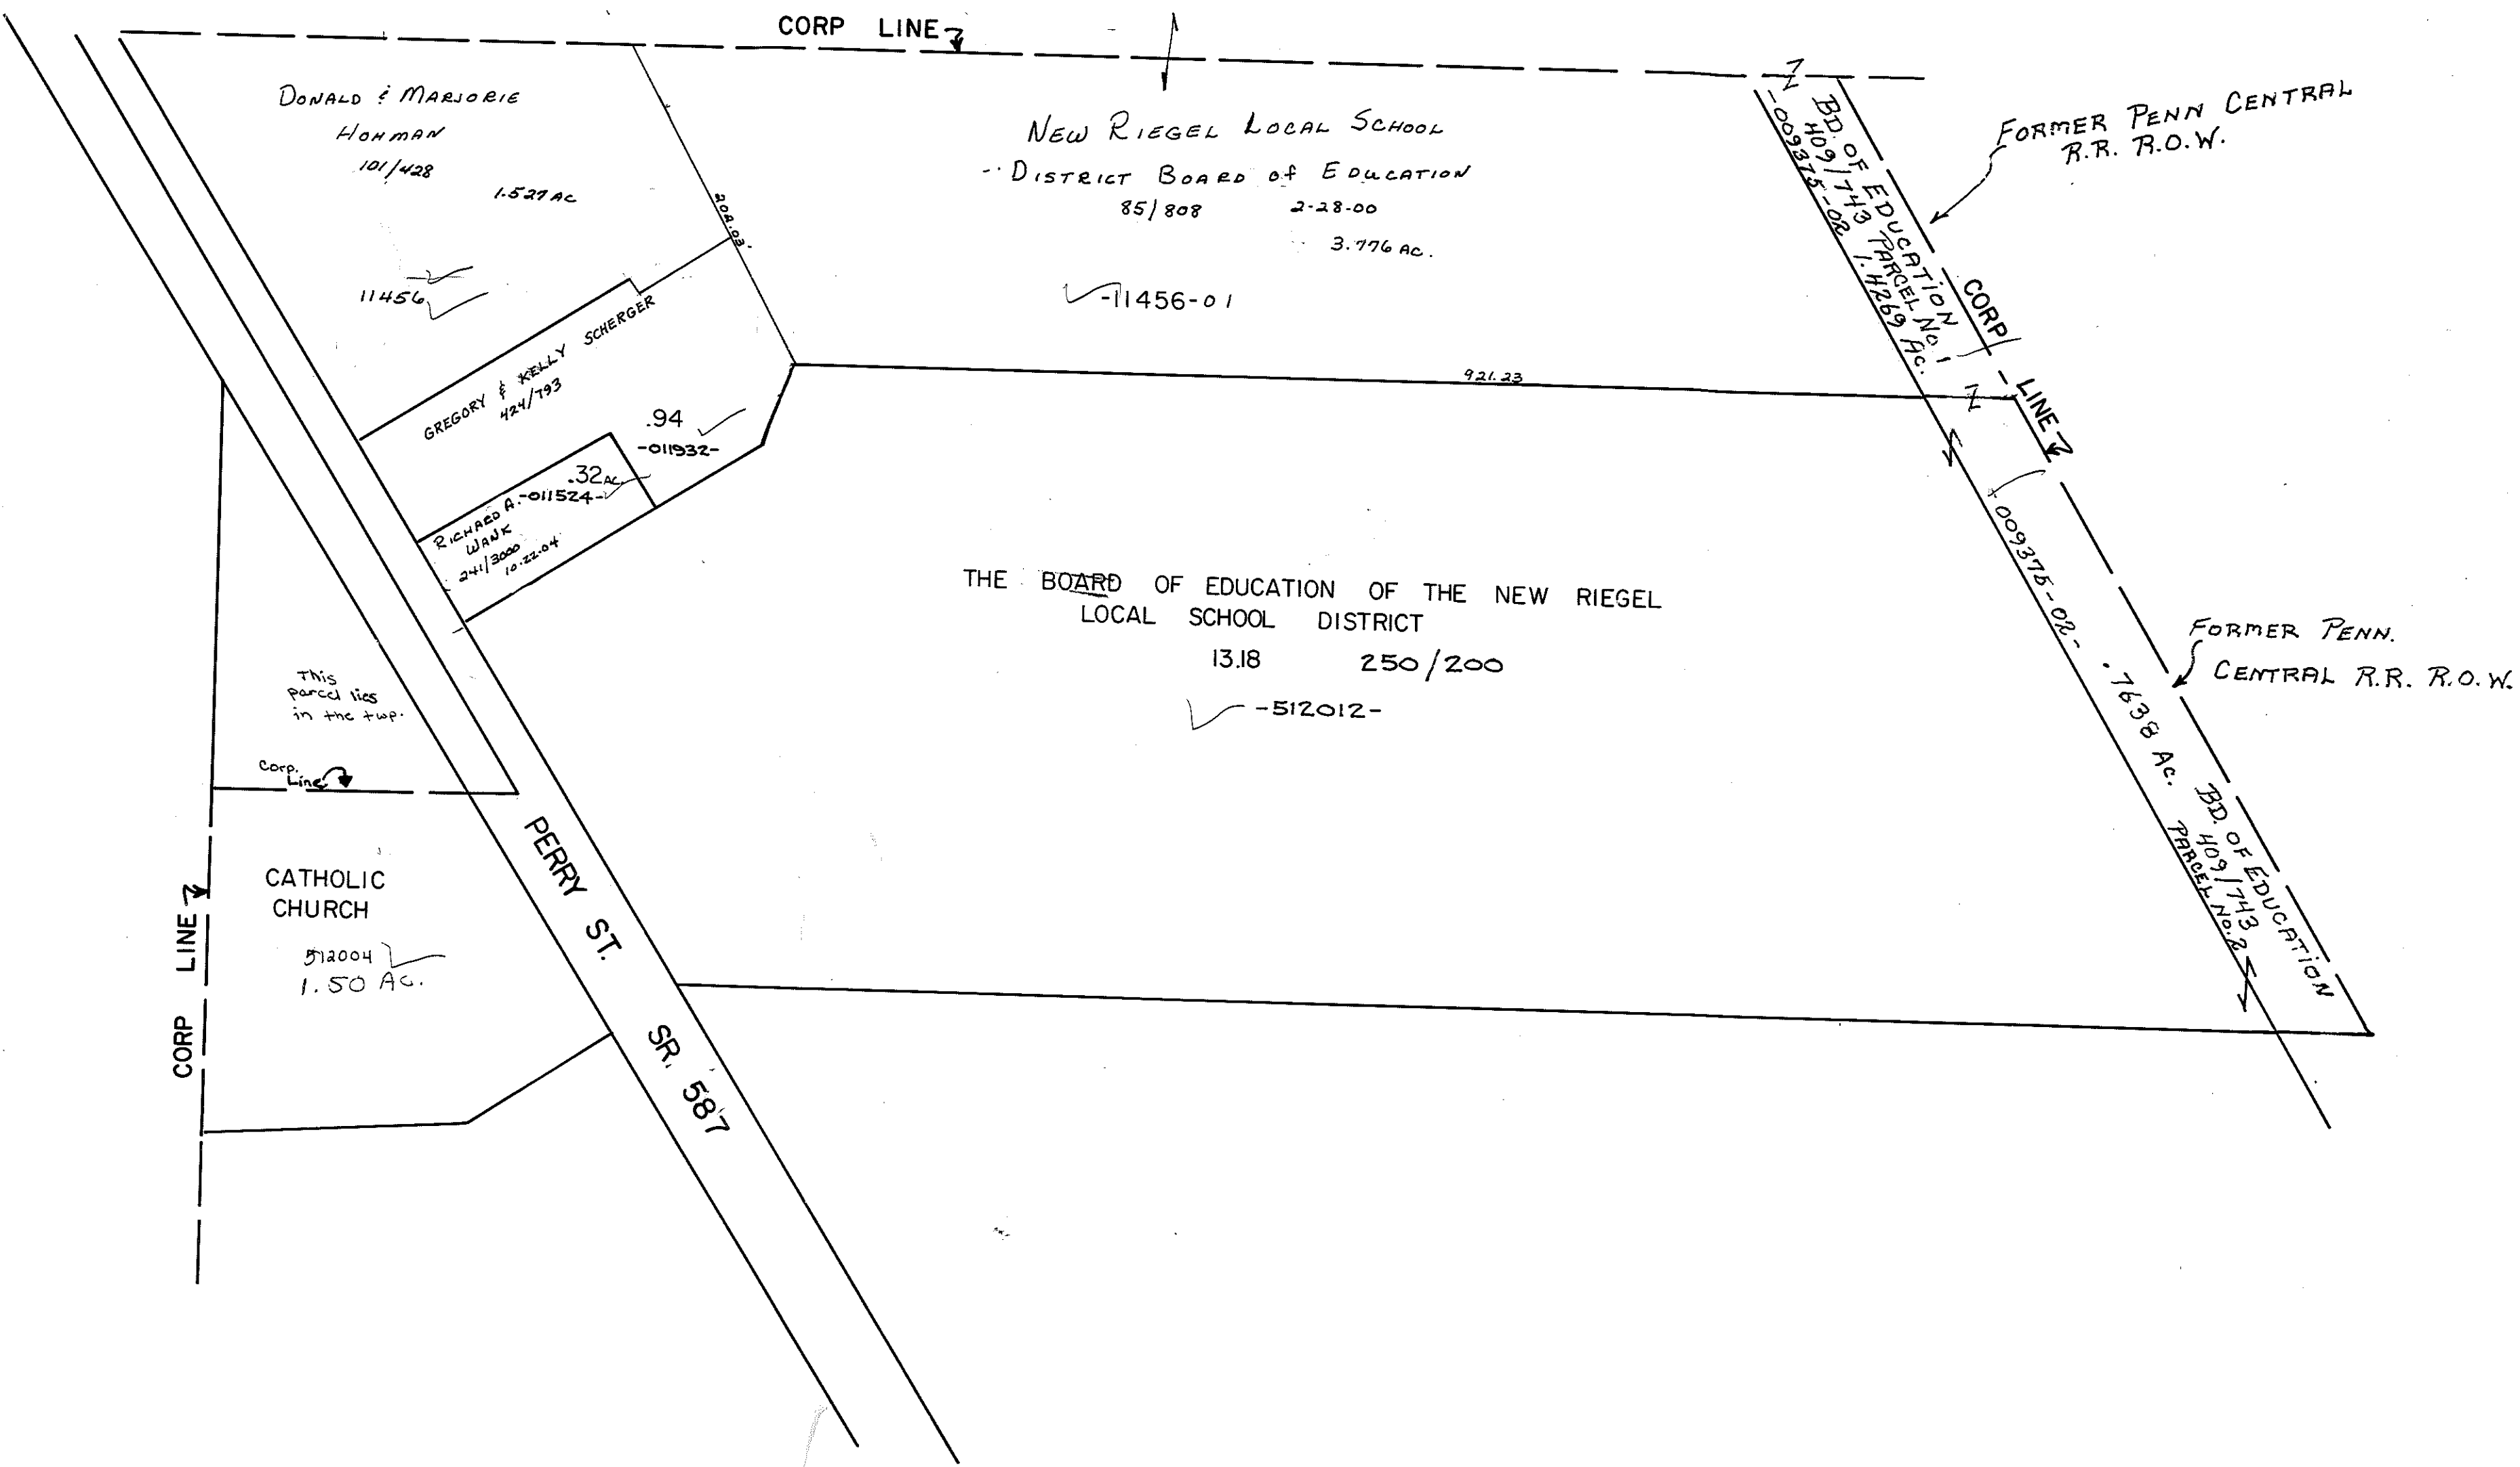 CORP LINE
DONALD & MARJORIE
HOHMAN
101/428
1.527 AC
11456
202.03
NEW RIEGEL LOCAL SCHOOL
DISTRICT BOARD of EDUCATION
85/808 2-28-00
3.776 AC.
-11456-01
BD. OF EDUCATION
409/743 PARCEL No 1
-009375-02 1.4269 Ac.
FORMER PENN CENTRAL
R.R. R.O.W.
CORP LINE
GREGORY & KELLY SCHERGER
424/793
.94
-011932-
921.23
.32 AC.
RICHARD A. -011524-
WANK
241/3000
10.22.04
THE BOARD OF EDUCATION OF THE NEW RIEGEL
LOCAL SCHOOL DISTRICT
13.18 250/200
-512012-
009375-02- .7638 Ac. BD. OF EDUCATION
409/743
PARCEL No. 2
FORMER PENN.
CENTRAL R.R. R.O.W.
This
parcel lies
in the twp.
Corp.
Line
CATHOLIC
CHURCH
512004
1.50 AC.
CORP LINE
PERRY ST.
SR. 587